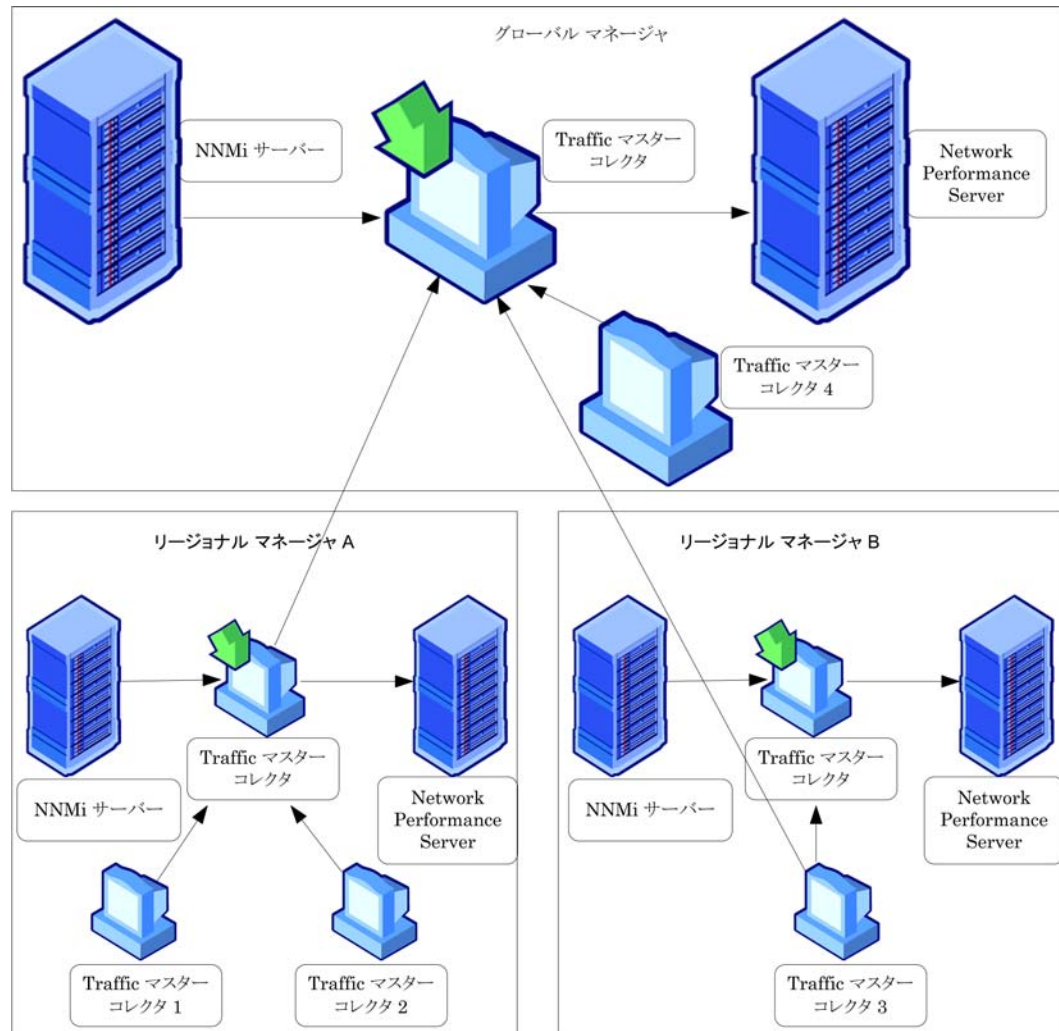 グローバル マネージャ
NNMi サーバー
Traffic マスター
コレクタ
Network
Performance
Server
Traffic マスター
コレクタ 4
リージョナル マネージャ A
Traffic マスター
コレクタ
NNMi サーバー
Network
Performance
Server
Traffic マスター
コレクタ 1
Traffic マスター
コレクタ 2
リージョナル マネージャ B
Traffic マスター
コレクタ
NNMi サーバー
Network
Performance
Server
Traffic マスター
コレクタ 3